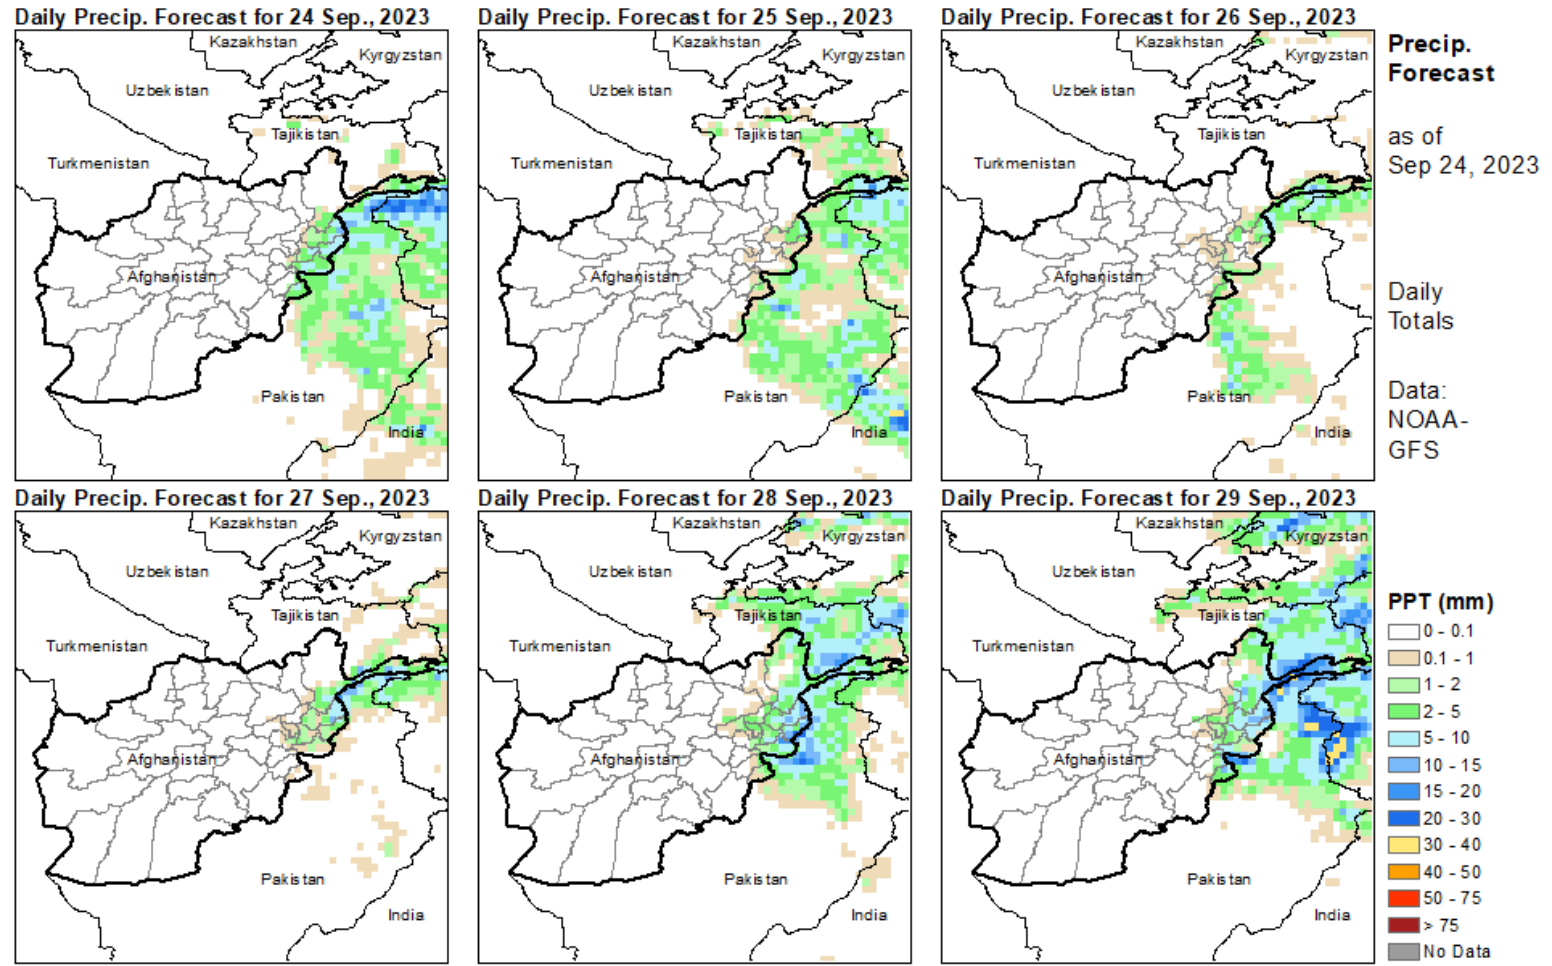 Daily Precip. Forecast for 24 Sep., 2023
Kazakhstan
Kyrgyzstan
Uzbekistan
Tajikistan
Turkmenistan
Afghanistan
Pakistan
India
Daily Precip. Forecast for 25 Sep., 2023
Kazakhstan
Kyrgyzstan
Uzbekistan
Tajikistan
Turkmenistan
Afghanistan
Pakistan
India
Daily Precip. Forecast for 26 Sep., 2023
Kazakhstan
Kyrgyzstan
Uzbekistan
Tajikistan
Turkmenistan
Afghanistan
Pakistan
India
Precip.
Forecast
as of
Sep 24, 2023
Daily
Totals
Data:
NOAA-
GFS
Daily Precip. Forecast for 27 Sep., 2023
Kazakhstan
Kyrgyzstan
Uzbekistan
Tajikistan
Turkmenistan
Afghanistan
Pakistan
India
Daily Precip. Forecast for 28 Sep., 2023
Kazakhstan
Kyrgyzstan
Uzbekistan
Tajikistan
Turkmenistan
Afghanistan
Pakistan
India
Daily Precip. Forecast for 29 Sep., 2023
Kazakhstan
Kyrgyzstan
Uzbekistan
Tajikistan
Turkmenistan
Afghanistan
Pakistan
India
PPT (mm)
0 - 0.1
0.1 - 1
1 - 2
2 - 5
5 - 10
10 - 15
15 - 20
20 - 30
30 - 40
40 - 50
50 - 75
> 75
No Data